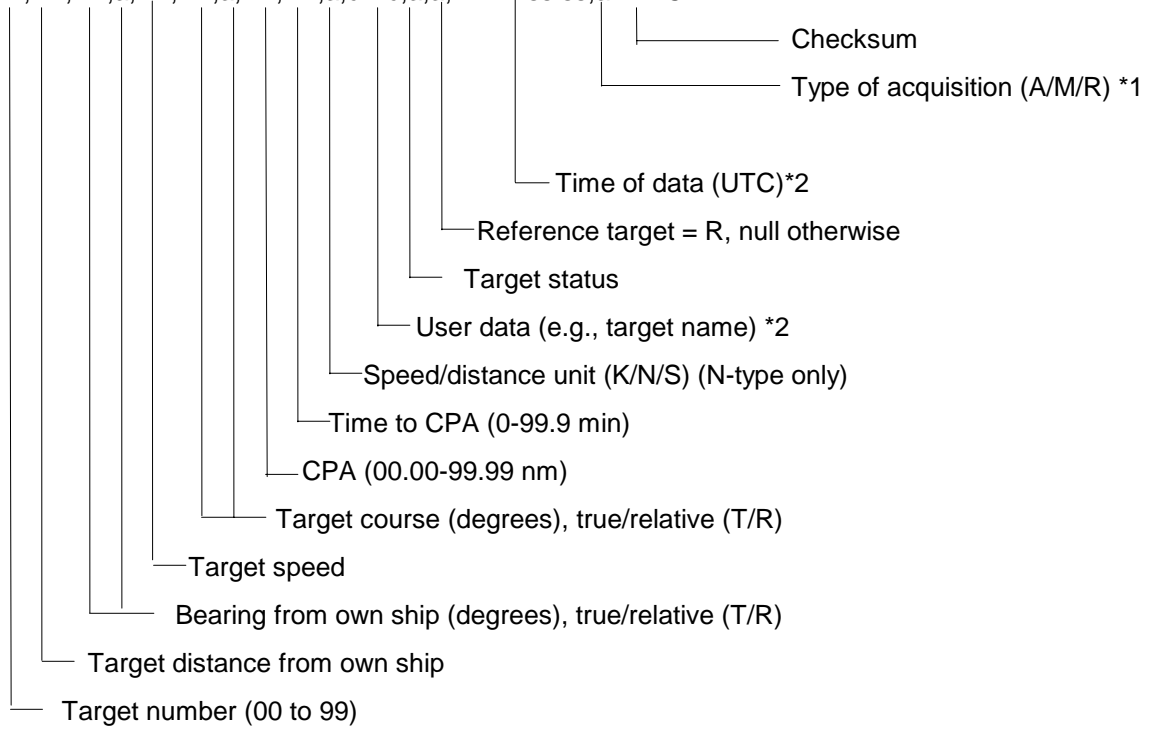 Checksum
Type of acquisition (A/M/R) *1
Time of data (UTC)*2
Reference target = R, null otherwise
Target status
User data (e.g., target name) *2
Speed/distance unit (K/N/S) (N-type only)
Time to CPA (0-99.9 min)
CPA (00.00-99.99 nm)
Target course (degrees), true/relative (T/R)
Target speed
Bearing from own ship (degrees), true/relative (T/R)
Target distance from own ship
Target number (00 to 99)